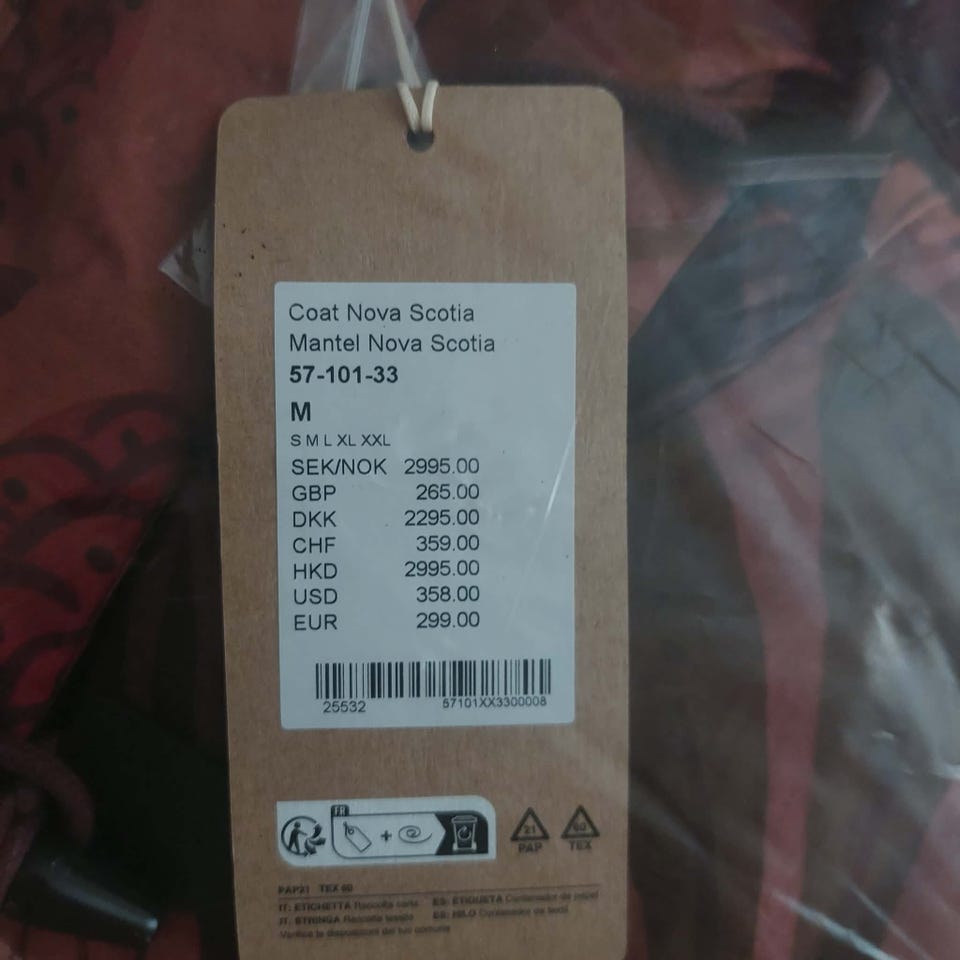 Coat Nova Scotia
Mantel Nova Scotia
57-101-33
M
S M L XL XXL
SEK/NOK 2995.00
GBP 265.00
DKK 2295.00
CHF 359.00
HKD 2995.00
USD 358.00
EUR 299.00
25532 57101XX3300008
FR
+
21 60
PAP TEX
PAP21 TEX 60
IT: ETICHETTA Raccolta carta ES: ETIQUETA Contenedor de papel
IT: STRINGA Raccolta tessile ES: HILO Contenedor de textil
Verifica le disposizioni del tuo comune